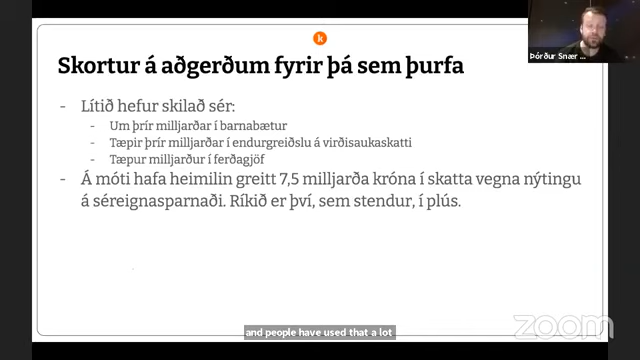 k
Þórður Snær ...
Skortur á aðgerðum fyrir þá sem þurfa
- Lítið hefur skilað sér:
- Um þrír milljarðar í barnabætur
- Tæpir þrír milljarðar í endurgreiðslu á virðisaukaskatti
- Tæpur milljarður í ferðagjöf
- Á móti hafa heimilin greitt 7,5 milljarða króna í skatta vegna nýtingu
á séreignasparnaði. Ríkið er því, sem stendur, í plús.
and people have used that a lot
zoom